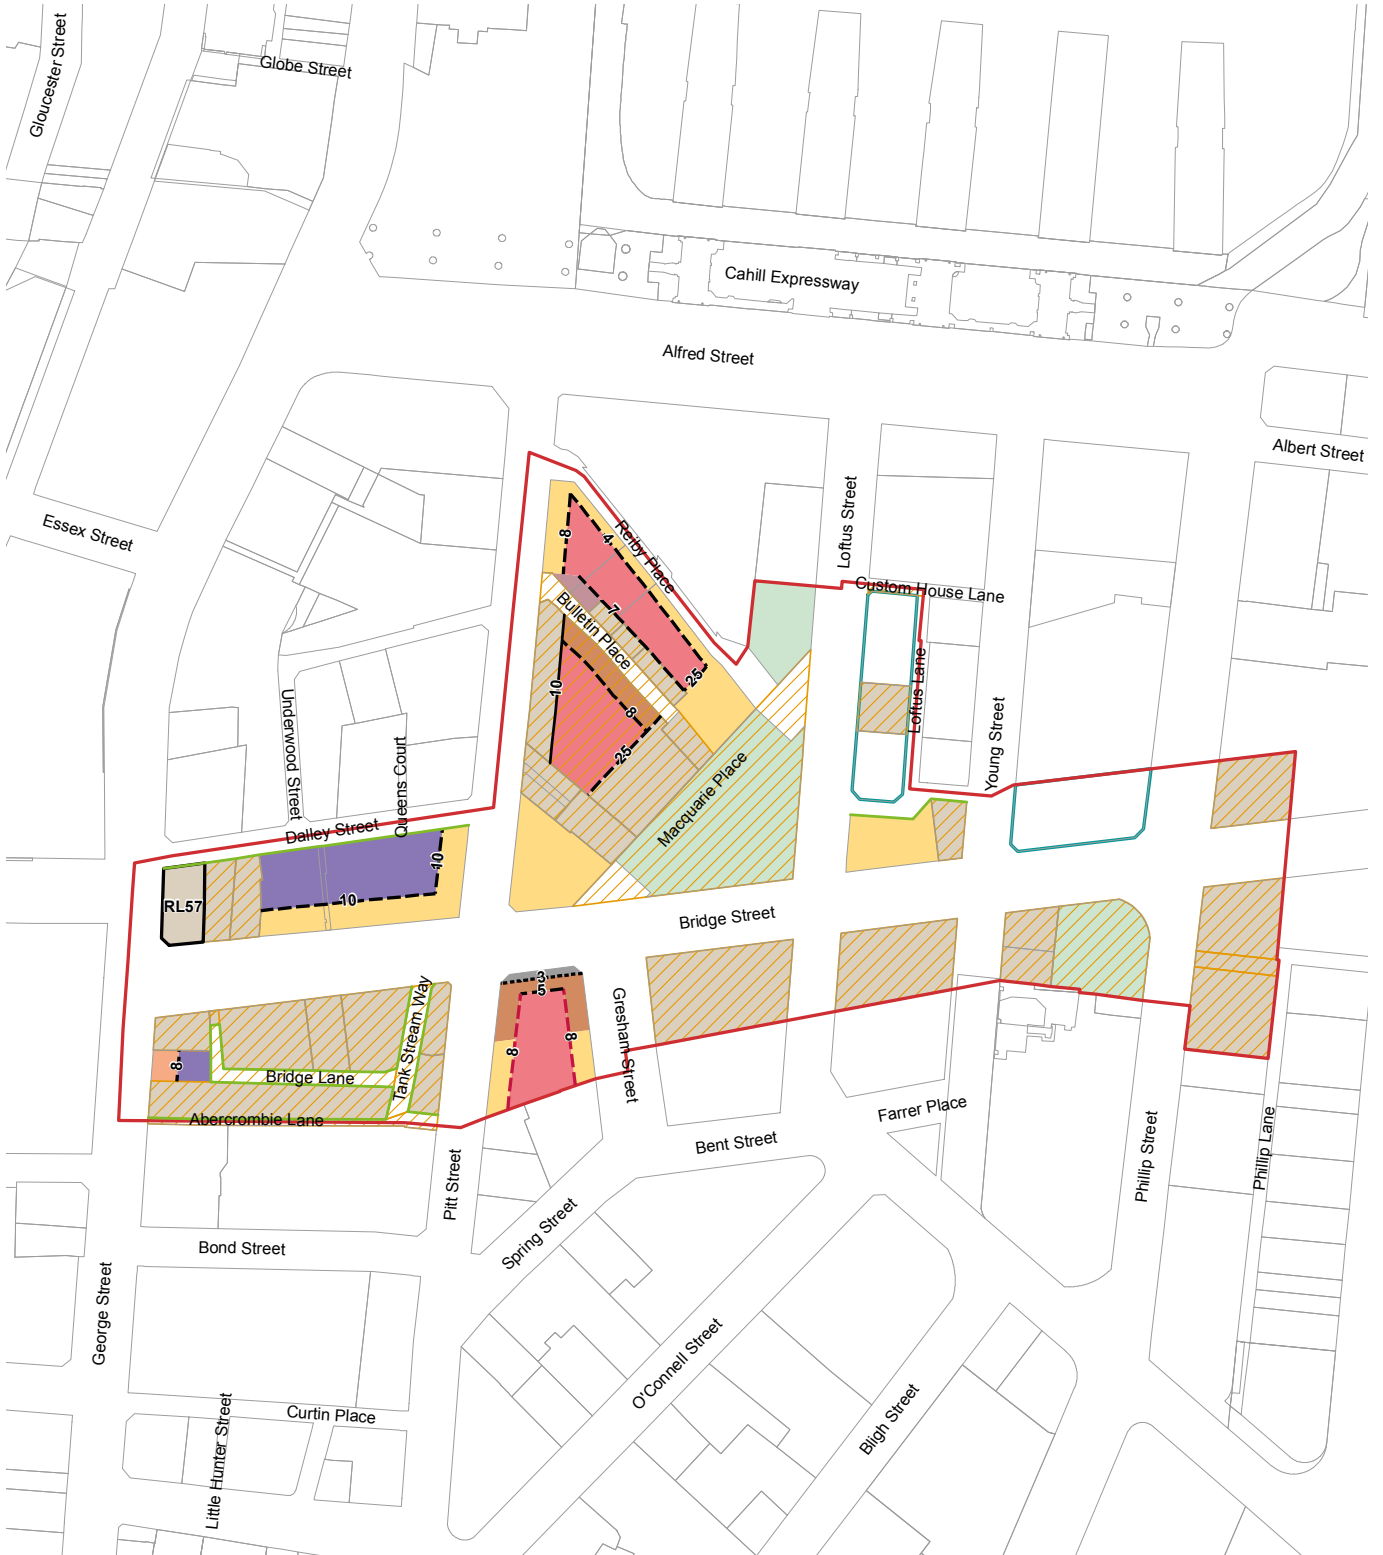 Gloucester Street
Globe Street
Cahill Expressway
Alfred Street
Albert Street
Essex Street
Loftus Street
Reiby Place
8
4
Custom House Lane
7
Bulletin Place
25
10
8
25
Loftus Lane
Young Street
Underwood Street
Queens Court
Macquarie Place
Dalley Street
10
10
RL57
Bridge Street
3
5
8
8
Gresham Street
Tank Stream Way
8
Bridge Lane
Abercrombie Lane
Farrer Place
Bent Street
Phillip Street
Phillip Lane
Pitt Street
Spring Street
Bond Street
George Street
O'Connell Street
Bligh Street
Curtin Place
Little Hunter Street